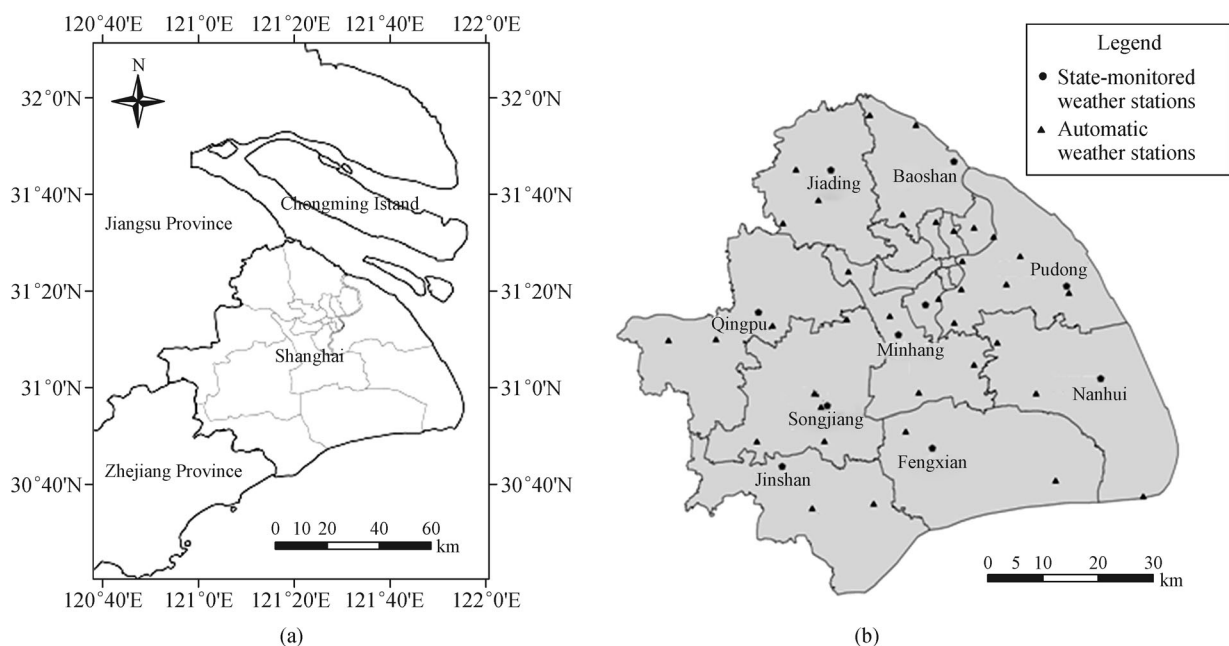 120°40'E 121°0'E 121°20'E 121°40'E 122°0'E
N
32°0'N
32°0'N
31°40'N
31°40'N
Chongming Island
Jiangsu Province
31°20'N
31°20'N
Shanghai
31°0'N
31°0'N
Zhejiang Province
30°40'N
30°40'N
0 10 20 40 60
km
120°40'E 121°0'E 121°20'E 121°40'E 122°0'E
(a)
Legend
State-monitored
weather stations
Automatic
weather stations
Jiading
Baoshan
Pudong
Qingpu
Minhang
Nanhui
Songjiang
Fengxian
Jinshan
0 5 10 20 30
km
(b)